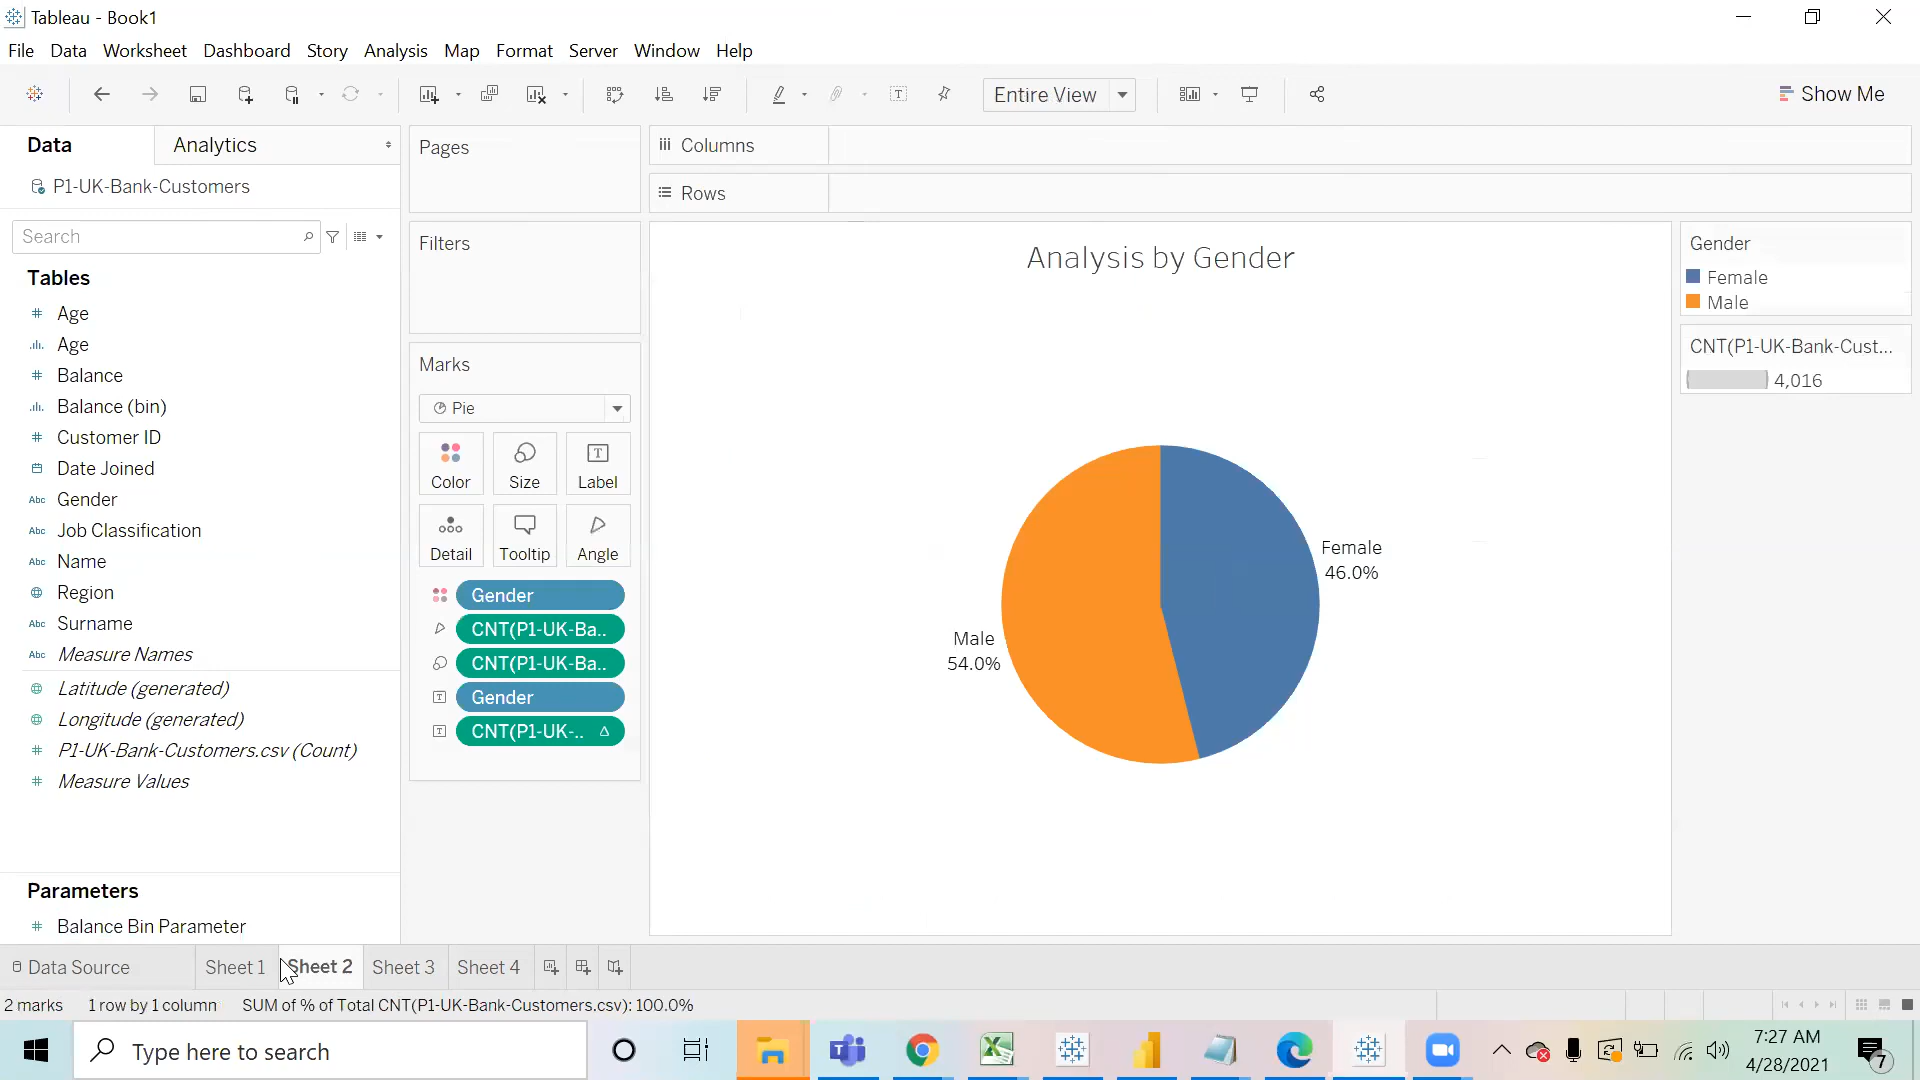 Tableau - Book1
File Data Worksheet Dashboard Story Analysis Map Format Server Window Help
Entire View
Show Me
Data
Analytics
P1-UK-Bank-Customers
Search
Tables
Age
Age
Balance
Balance (bin)
Customer ID
Date Joined
Abc Gender
Abc Job Classification
Abc Name
Region
Abc Surname
Abc Measure Names
Latitude (generated)
Longitude (generated)
P1-UK-Bank-Customers.csv (Count)
Measure Values
Parameters
Balance Bin Parameter
Pages
Filters
Marks
Pie
Color Size Label
Detail Tooltip Angle
Gender
CNT(P1-UK-Ba..
CNT(P1-UK-Ba..
Gender
CNT(P1-UK-.. Δ
Columns
Rows
Analysis by Gender
Female
46.0%
Male
54.0%
Gender
Female
Male
CNT(P1-UK-Bank-Cust...
4,016
Data Source Sheet 1 Sheet 2 Sheet 3 Sheet 4
2 marks 1 row by 1 column SUM of % of Total CNT(P1-UK-Bank-Customers.csv): 100.0%
Type here to search
7:27 AM
4/28/2021
7